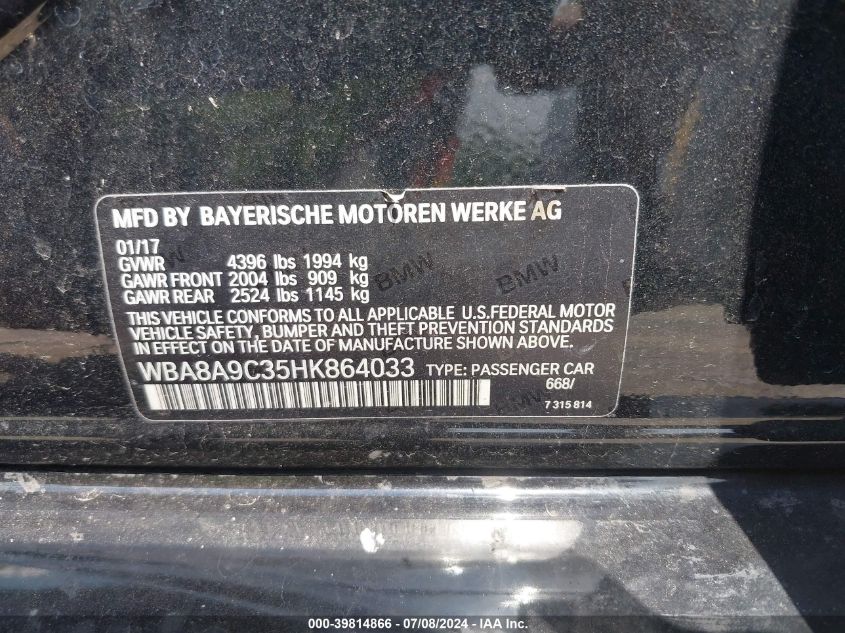 MFD BY BAYERISCHE MOTOREN WERKE AG
01/17
GVWR 4396 lbs 1994 kg
GAWR FRONT 2004 lbs 909 kg
GAWR REAR 2524 lbs 1145 kg
THIS VEHICLE CONFORMS TO ALL APPLICABLE U.S.FEDERAL MOTOR
VEHICLE SAFETY, BUMPER AND THEFT PREVENTION STANDARDS
IN EFFECT ON THE DATE OF MANUFACTURE SHOWN ABOVE.
WBA8A9C35HK864033 TYPE: PASSENGER CAR
668/
7 315 814
BMW
BMW
000-39814866 - 07/08/2024 - IAA Inc.